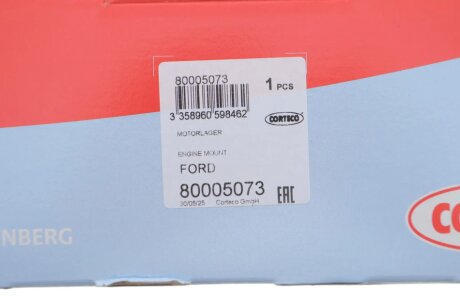 80005073
1 PCS
3 358960 598462
CORTECO
MOTORLAGER
ENGINE MOUNT
FORD
80005073
30/05/25 Corteco GmbH
EAC
NBERG
CO